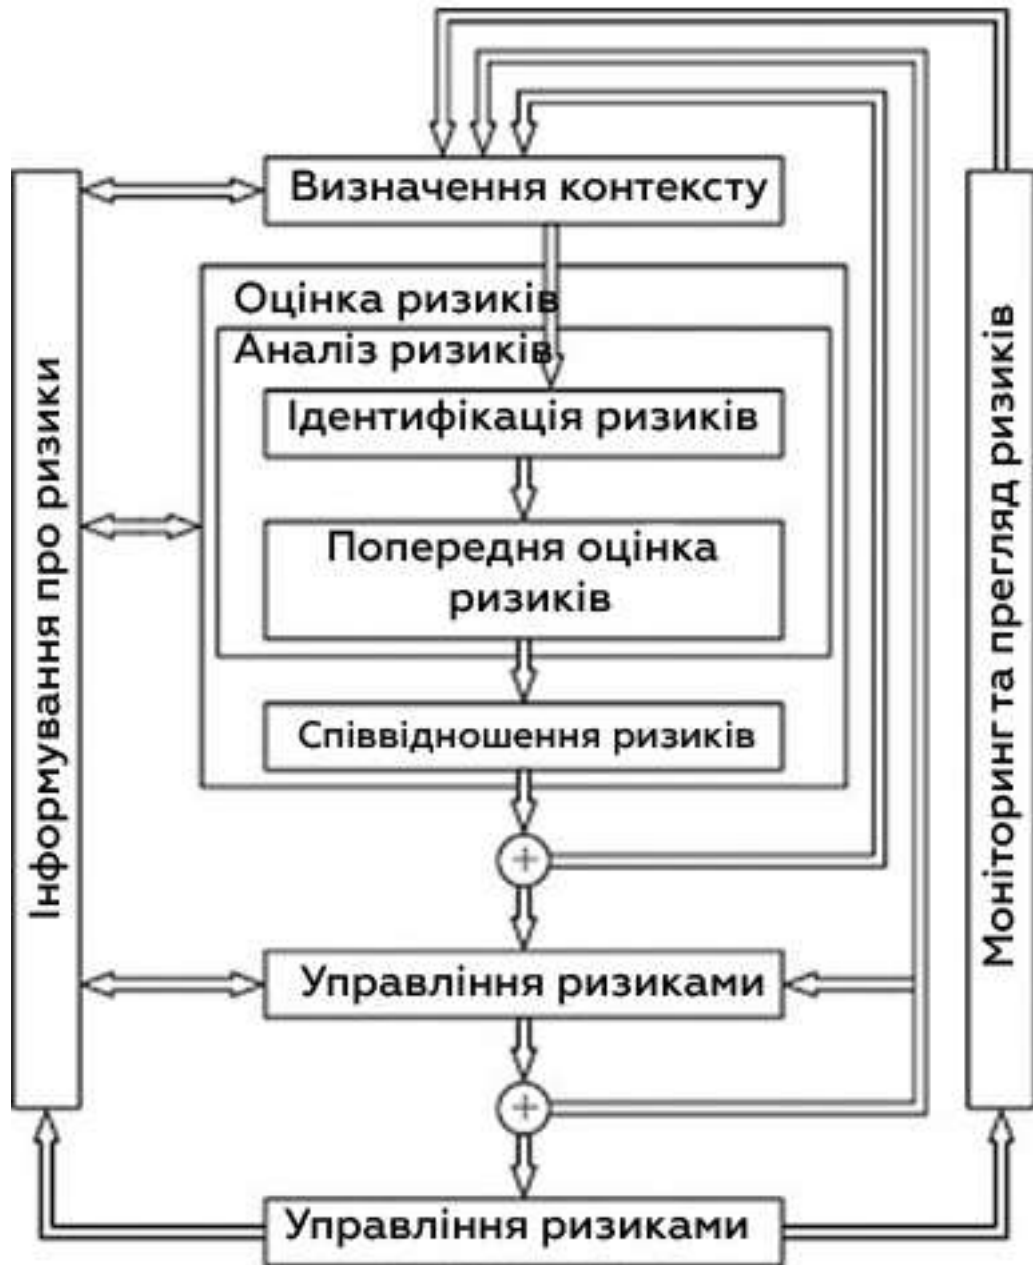 Визначення контексту
Оцінка ризиків
Аналіз ризиків
Ідентифікація ризиків
Попередня оцінка
ризиків
Співвідношення ризиків
Управління ризиками
Управління ризиками
Інформування про ризики
Моніторинг та прегляд ризиків